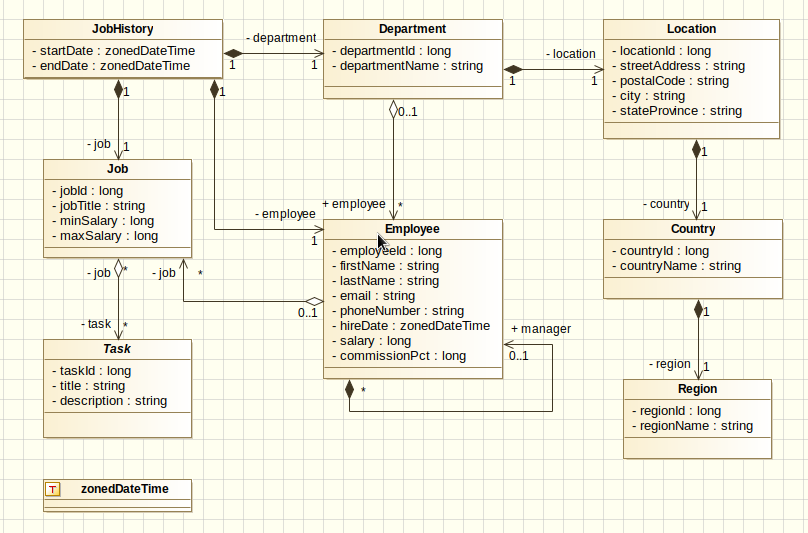 JobHistory
- startDate : zonedDateTime
- endDate : zonedDateTime
- department
1
1
Department
- departmentId : long
- departmentName : string
- location
1
1
Location
- locationId : long
- streetAddress : string
- postalCode : string
- city : string
- stateProvince : string
1
- job
1
1
- employee
1
0..1
+ employee
*
1
- country
1
Job
- jobId : long
- jobTitle : string
- minSalary : long
- maxSalary : long
Employee
- employeeId : long
- firstName : string
- lastName : string
- email : string
- phoneNumber : string
- hireDate : zonedDateTime
- salary : long
- commissionPct : long
Country
- countryId : long
- countryName : string
- job
*
- job
*
0..1
- task
*
+ manager
0..1
*
1
- region
1
Task
- taskId : long
- title : string
- description : string
Region
- regionId : long
- regionName : string
T
zonedDateTime